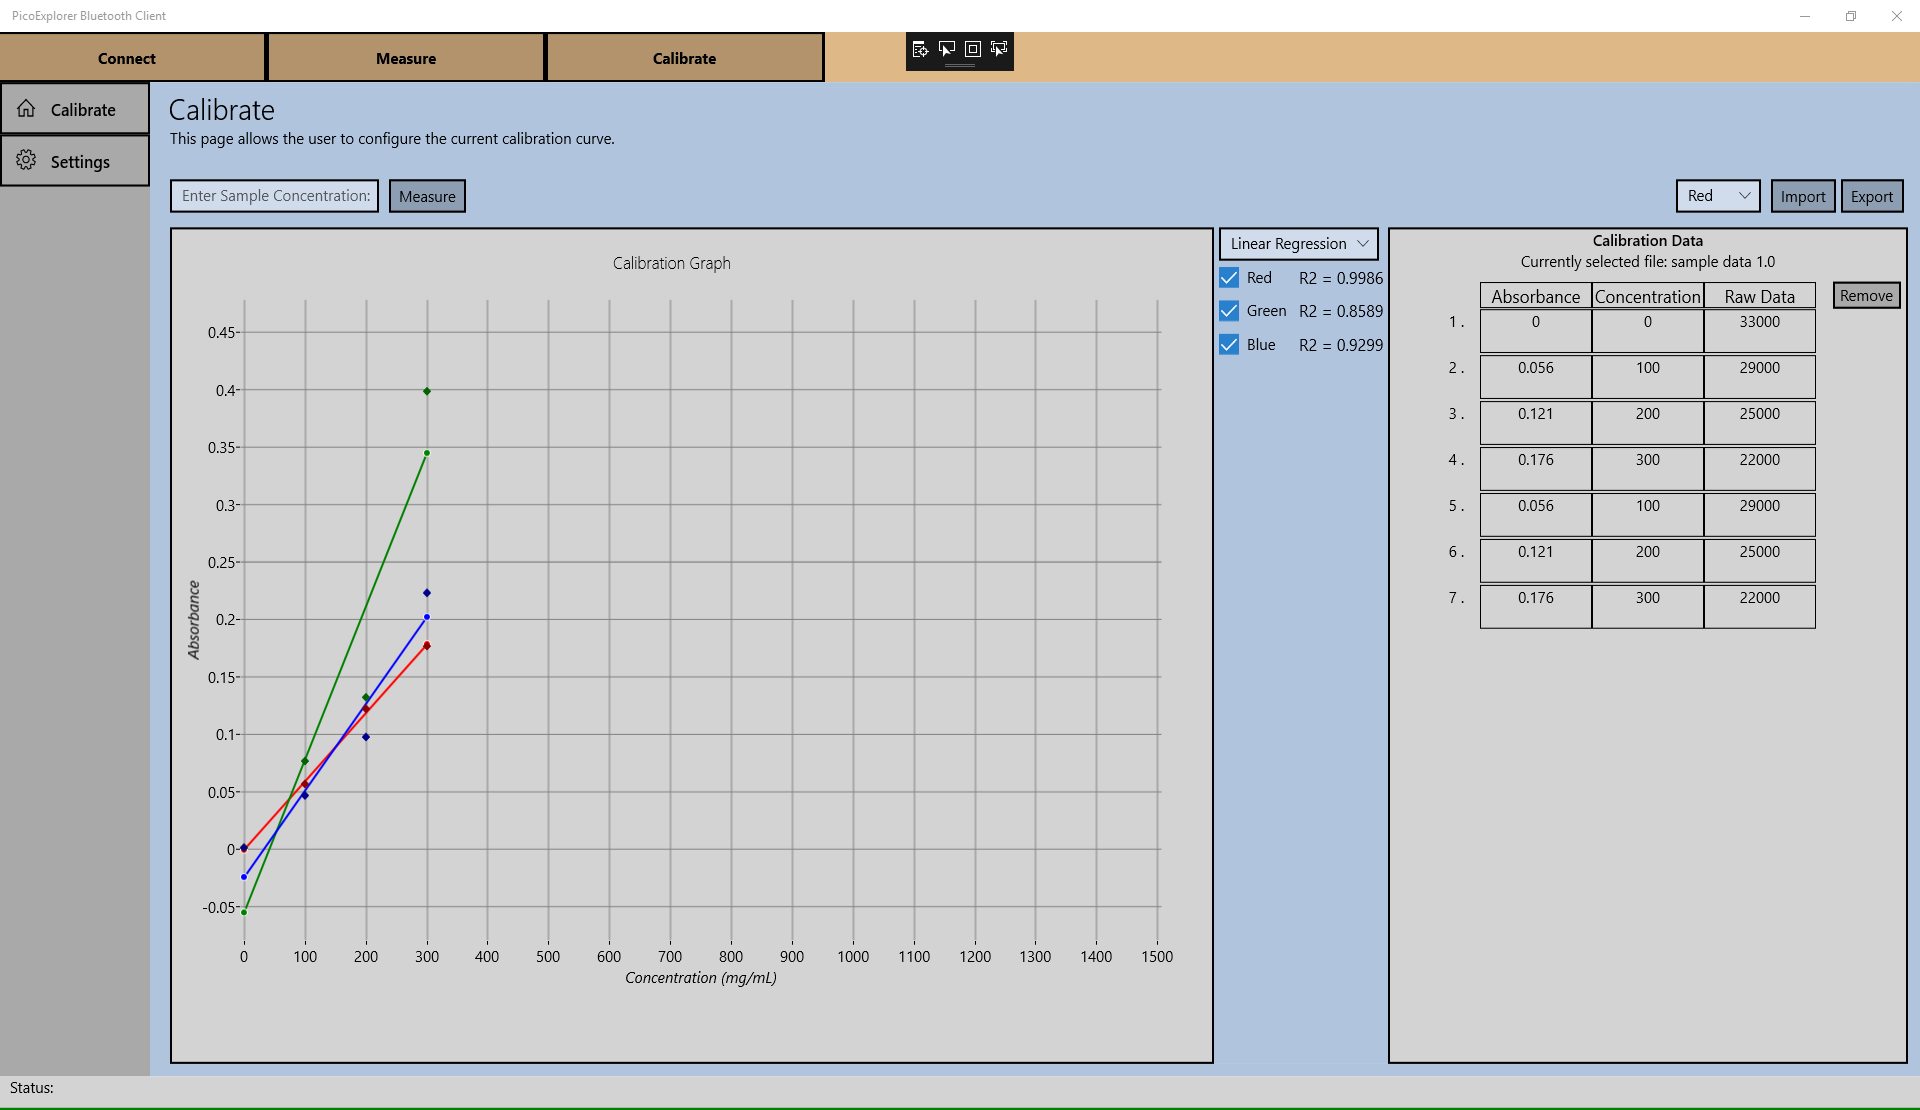 PicoExplorer Bluetooth Client
Connect
Measure
Calibrate
Calibrate
Settings
Calibrate
This page allows the user to configure the current calibration curve.
Enter Sample Concentration:
Measure
Red
Import
Export
Calibration Graph
0.45
0.4
0.35
0.3
0.25
0.2
0.15
0.1
0.05
0
-0.05
Absorbance
0 100 200 300 400 500 600 700 800 900 1000 1100 1200 1300 1400 1500
Concentration (mg/mL)
Linear Regression
Red R2 = 0.9986
Green R2 = 0.8589
Blue R2 = 0.9299
Calibration Data
Currently selected file: sample data 1.0
Absorbance Concentration Raw Data
Remove
1 . 0 0 33000
2 . 0.056 100 29000
3 . 0.121 200 25000
4 . 0.176 300 22000
5 . 0.056 100 29000
6 . 0.121 200 25000
7 . 0.176 300 22000
Status: